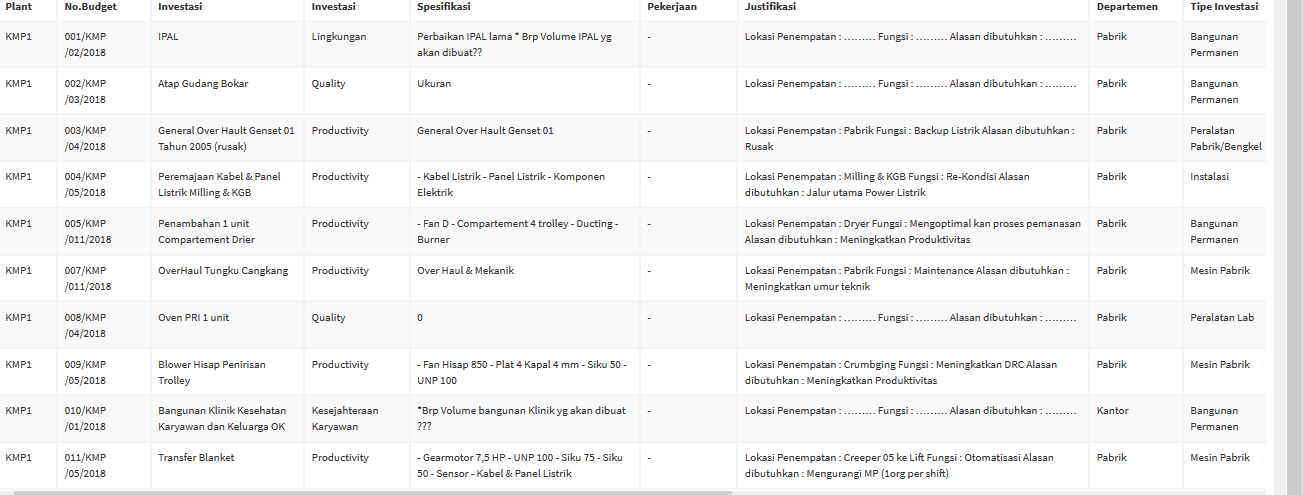 Plant No.Budget Investasi Investasi Spesifikasi Pekerjaan Justifikasi Departemen Tipe Investasi
KMP1 001/KMP IPAL Lingkungan Perbaikan IPAL lama * Brp Volume IPAL yg - Lokasi Penempatan : ......... Fungsi : ......... Alasan dibutuhkan : ......... Pabrik Bangunan
/02/2018 akan dibuat?? Permanen
KMP1 002/KMP Atap Gudang Bokar Quality Ukuran - Lokasi Penempatan : ......... Fungsi : ......... Alasan dibutuhkan : ......... Pabrik Bangunan
/03/2018 Permanen
KMP1 003/KMP General Over Hault Genset 01 Productivity General Over Hault Genset 01 - Lokasi Penempatan : Pabrik Fungsi : Backup Listrik Alasan dibutuhkan : Pabrik Peralatan
/04/2018 Tahun 2005 (rusak) Rusak Pabrik/Bengkel
KMP1 004/KMP Peremajaan Kabel & Panel Productivity - Kabel Listrik - Panel Listrik - Komponen - Lokasi Penempatan : Milling & KGB Fungsi : Re-Kondisi Alasan Pabrik Instalasi
/05/2018 Listrik Milling & KGB Elektrik dibutuhkan : Jalur utama Power Listrik
KMP1 005/KMP Penambahan 1 unit Productivity - Fan D - Compartement 4 trolley - Ducting - - Lokasi Penempatan : Dryer Fungsi : Mengoptimal kan proses pemanasan Pabrik Bangunan
/011/2018 Compartement Drier Burner Alasan dibutuhkan : Meningkatkan Produktivitas Permanen
KMP1 007/KMP OverHaul Tungku Cangkang Productivity Over Haul & Mekanik - Lokasi Penempatan : Pabrik Fungsi : Maintenance Alasan dibutuhkan : Pabrik Mesin Pabrik
/011/2018 Meningkatkan umur teknik
KMP1 008/KMP Oven PRI 1 unit Quality 0 - Lokasi Penempatan : ......... Fungsi : ......... Alasan dibutuhkan : ......... Pabrik Peralatan Lab
/04/2018
KMP1 009/KMP Blower Hisap Penirisan Productivity - Fan Hisap 850 - Plat 4 Kapal 4 mm - Siku 50 - - Lokasi Penempatan : Crumbging Fungsi : Meningkatkan DRC Alasan Pabrik Mesin Pabrik
/05/2018 Trolley UNP 100 dibutuhkan : Meningkatkan Produktivitas
KMP1 010/KMP Bangunan Klinik Kesehatan Kesejahteraan *Brp Volume bangunan Klinik yg akan dibuat - Lokasi Penempatan : ......... Fungsi : ......... Alasan dibutuhkan : ......... Kantor Bangunan
/01/2018 Karyawan dan Keluarga OK Karyawan ??? Permanen
KMP1 011/KMP Transfer Blanket Productivity - Gearmotor 7,5 HP - UNP 100 - Siku 75 - Siku - Lokasi Penempatan : Creeper 05 ke Lift Fungsi : Otomatisasi Alasan Pabrik Mesin Pabrik
/05/2018 50 - Sensor - Kabel & Panel Listrik dibutuhkan : Mengurangi MP (1org per shift)